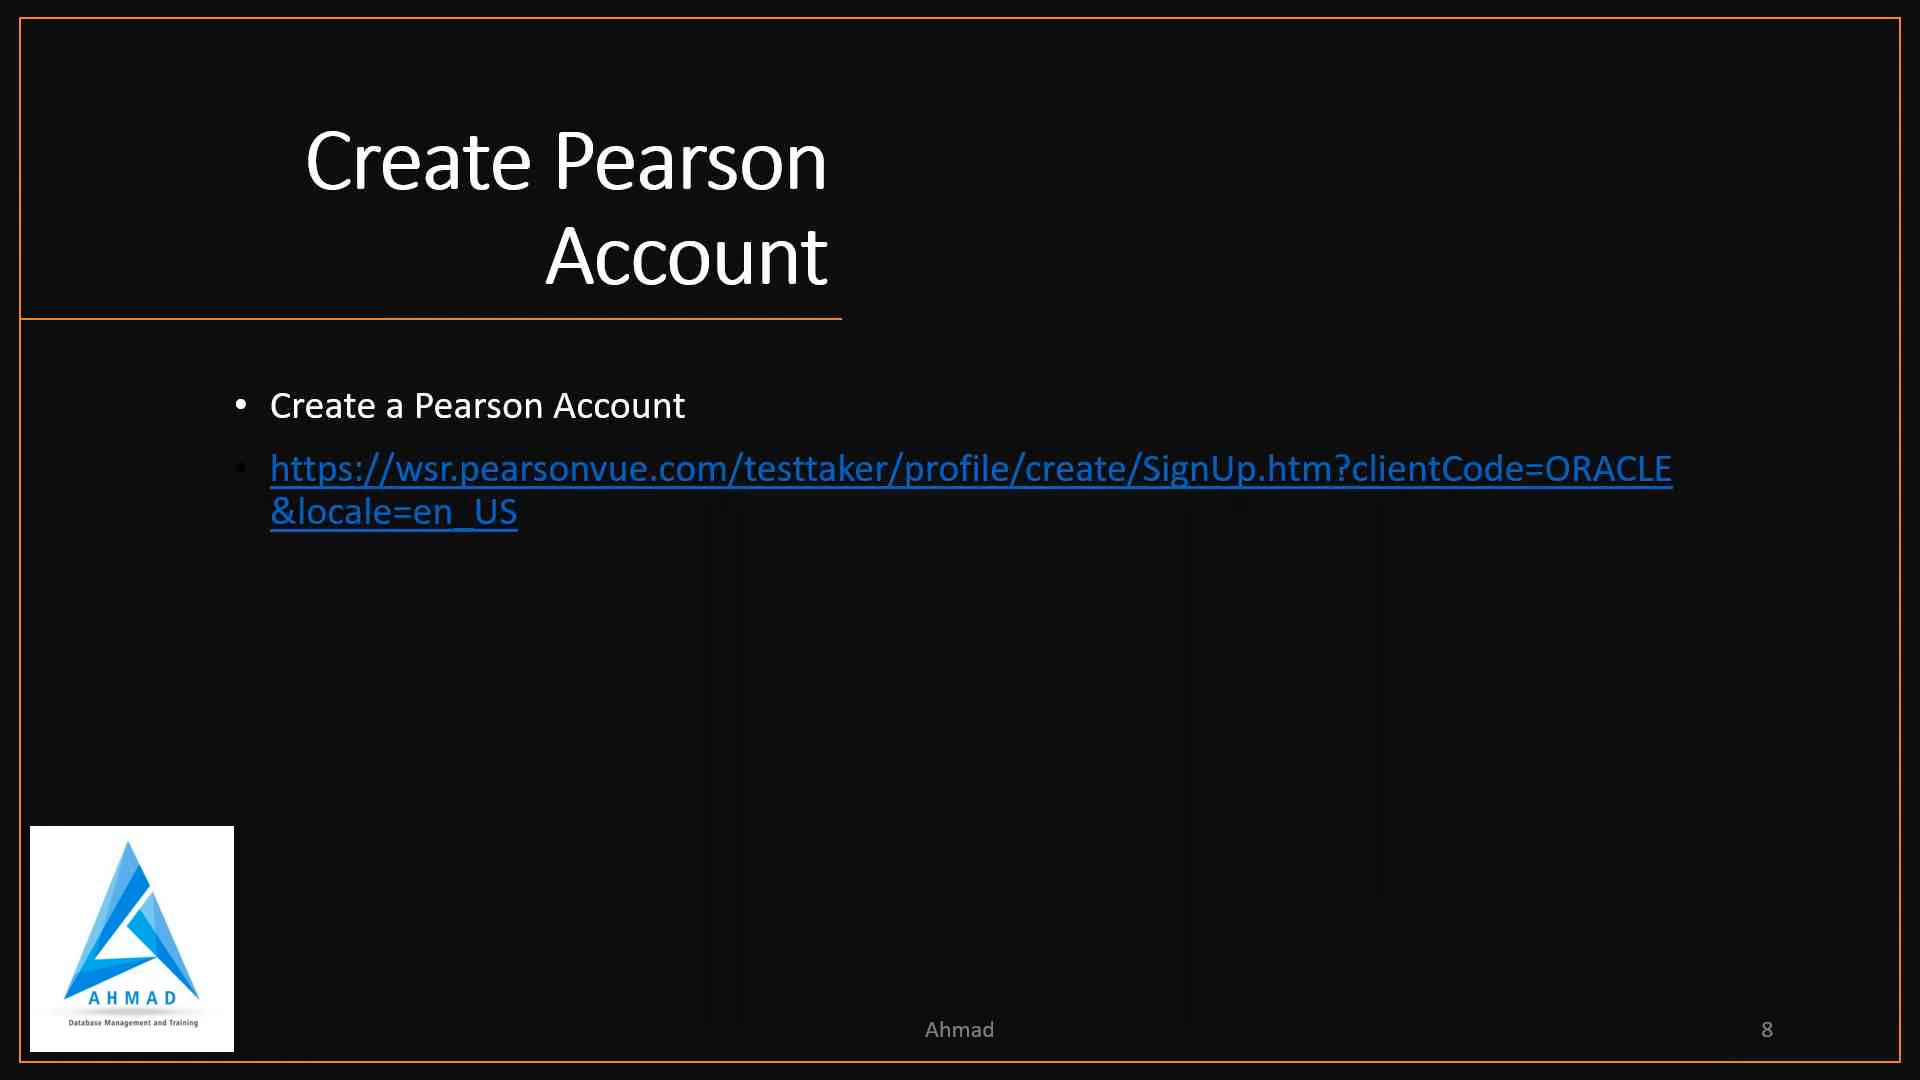 Create Pearson
Account
• Create a Pearson Account
• https://wsr.pearsonvue.com/testtaker/profile/create/SignUp.htm?clientCode=ORACLE
&locale=en_US
AHMAD
Database Management and Training
Ahmad
8